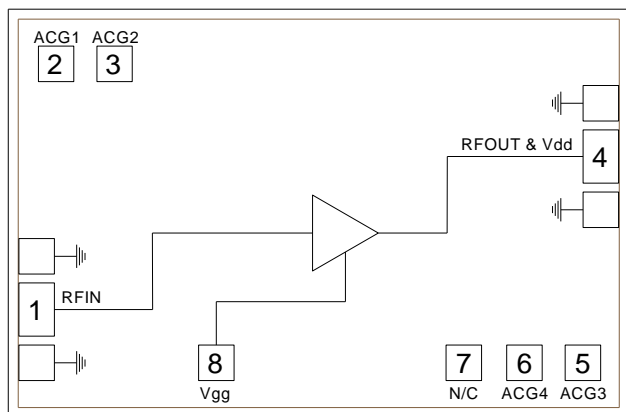 ACG1 ACG2
2 3
RFOUT & Vdd 4
1 RFIN
8 7 6 5
Vgg N/C ACG4 ACG3